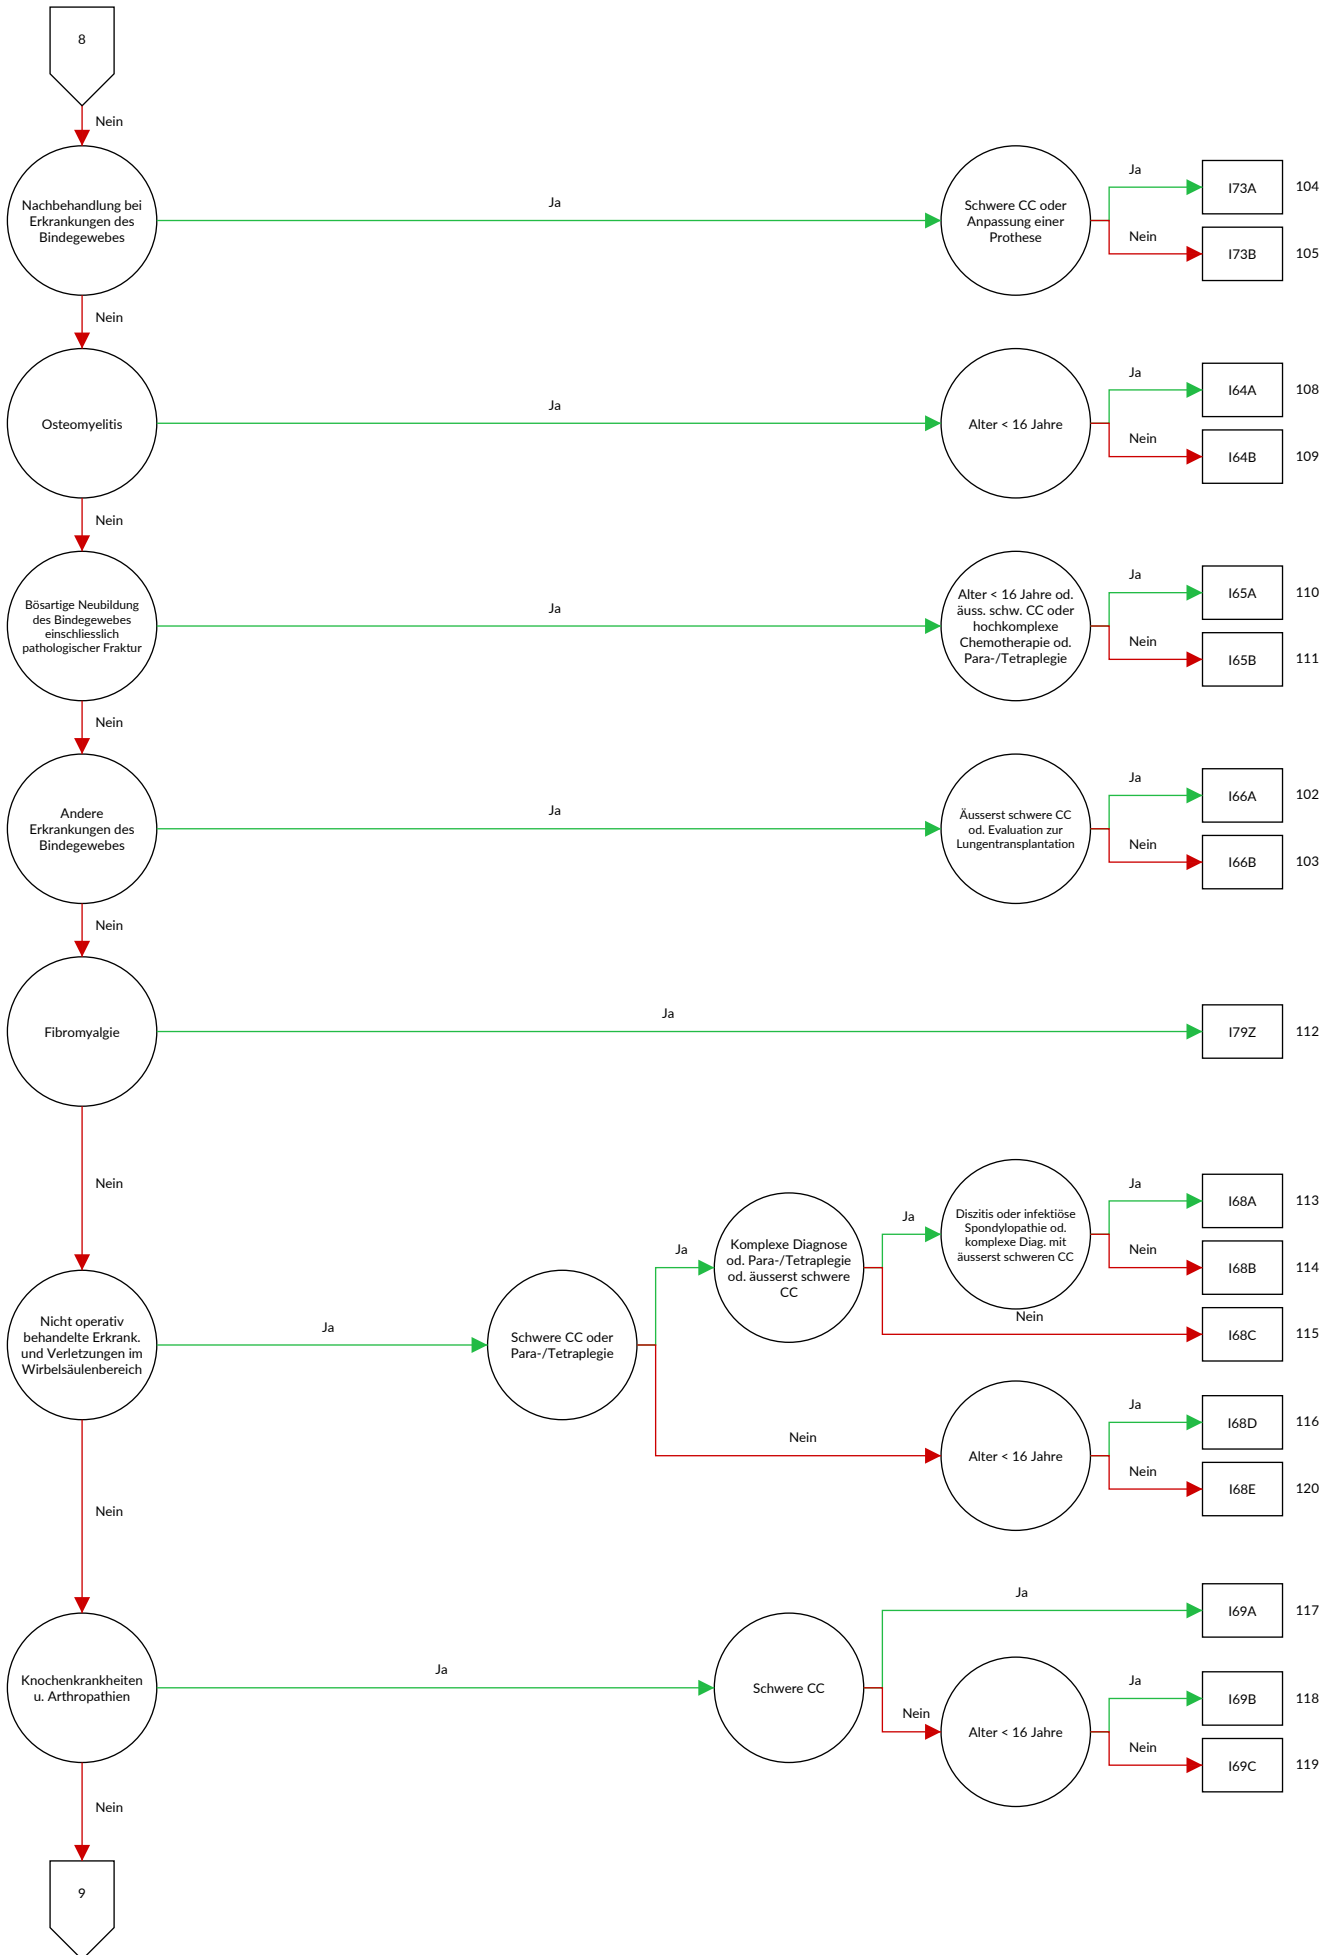 8
Nein
Nachbehandlung bei
Erkrankungen des
Bindegewebes
Ja
Schwere CC oder
Anpassung einer
Prothese
Ja
I73A
104
Nein
I73B
105
Nein
Osteomyelitis
Ja
Alter < 16 Jahre
Ja
I64A
108
Nein
I64B
109
Nein
Bösartige Neubildung
des Bindegewebes
einschliesslich
pathologischer Fraktur
Ja
Alter < 16 Jahre od.
äuss. schw. CC oder
hochkomplexe
Chemotherapie od.
Para-/Tetraplegie
Ja
I65A
110
Nein
I65B
111
Nein
Andere
Erkrankungen des
Bindegewebes
Ja
Äusserst schwere CC
od. Evaluation zur
Lungentransplantation
Ja
I66A
102
Nein
I66B
103
Nein
Fibromyalgie
Ja
I79Z
112
Nein
Nicht operativ
behandelte Erkrank.
und Verletzungen im
Wirbelsäulenbereich
Ja
Schwere CC oder
Para-/Tetraplegie
Ja
Komplexe Diagnose
od. Para-/Tetraplegie
od. äusserst schwere
CC
Ja
Diszitis oder infektiöse
Spondylopathie od.
komplexe Diag. mit
äusserst schweren CC
Ja
I68A
113
Nein
I68B
114
Nein
I68C
115
Nein
Alter < 16 Jahre
Ja
I68D
116
Nein
I68E
120
Nein
Knochenkrankheiten
u. Arthropathien
Ja
Schwere CC
Ja
I69A
117
Nein
Alter < 16 Jahre
Ja
I69B
118
Nein
I69C
119
Nein
9